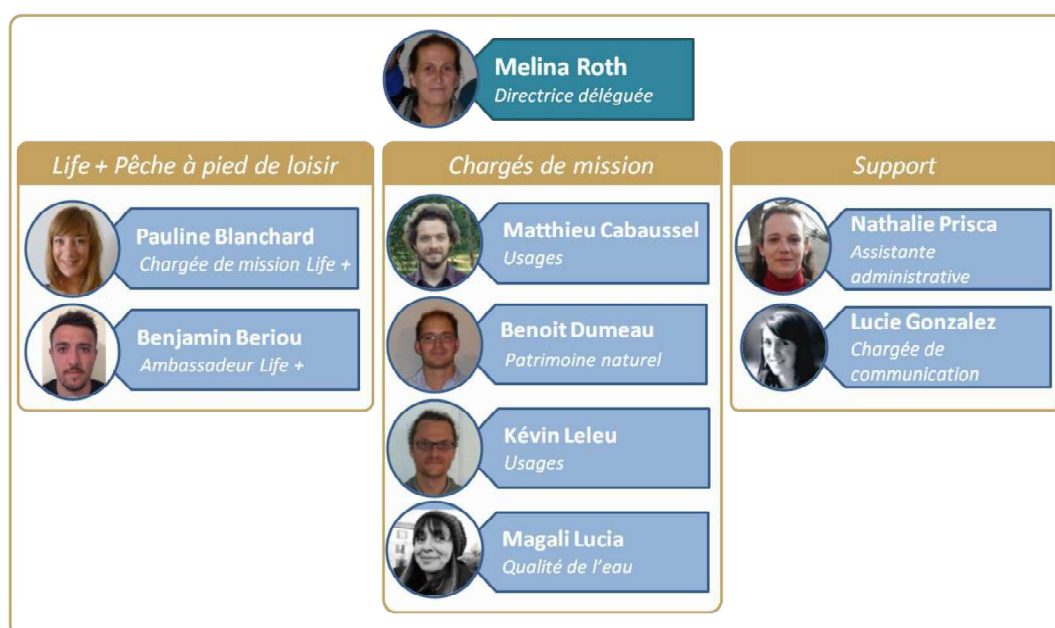 Melina Roth
Directrice déléguée
Life + Pêche à pied de loisir
Pauline Blanchard
Chargée de mission Life +
Benjamin Beriou
Ambassadeur Life +
Chargés de mission
Matthieu Cabaussel
Usages
Benoit Dumeau
Patrimoine naturel
Kévin Leleu
Usages
Magali Lucia
Qualité de l'eau
Support
Nathalie Prisca
Assistante
administrative
Lucie Gonzalez
Chargée de
communication